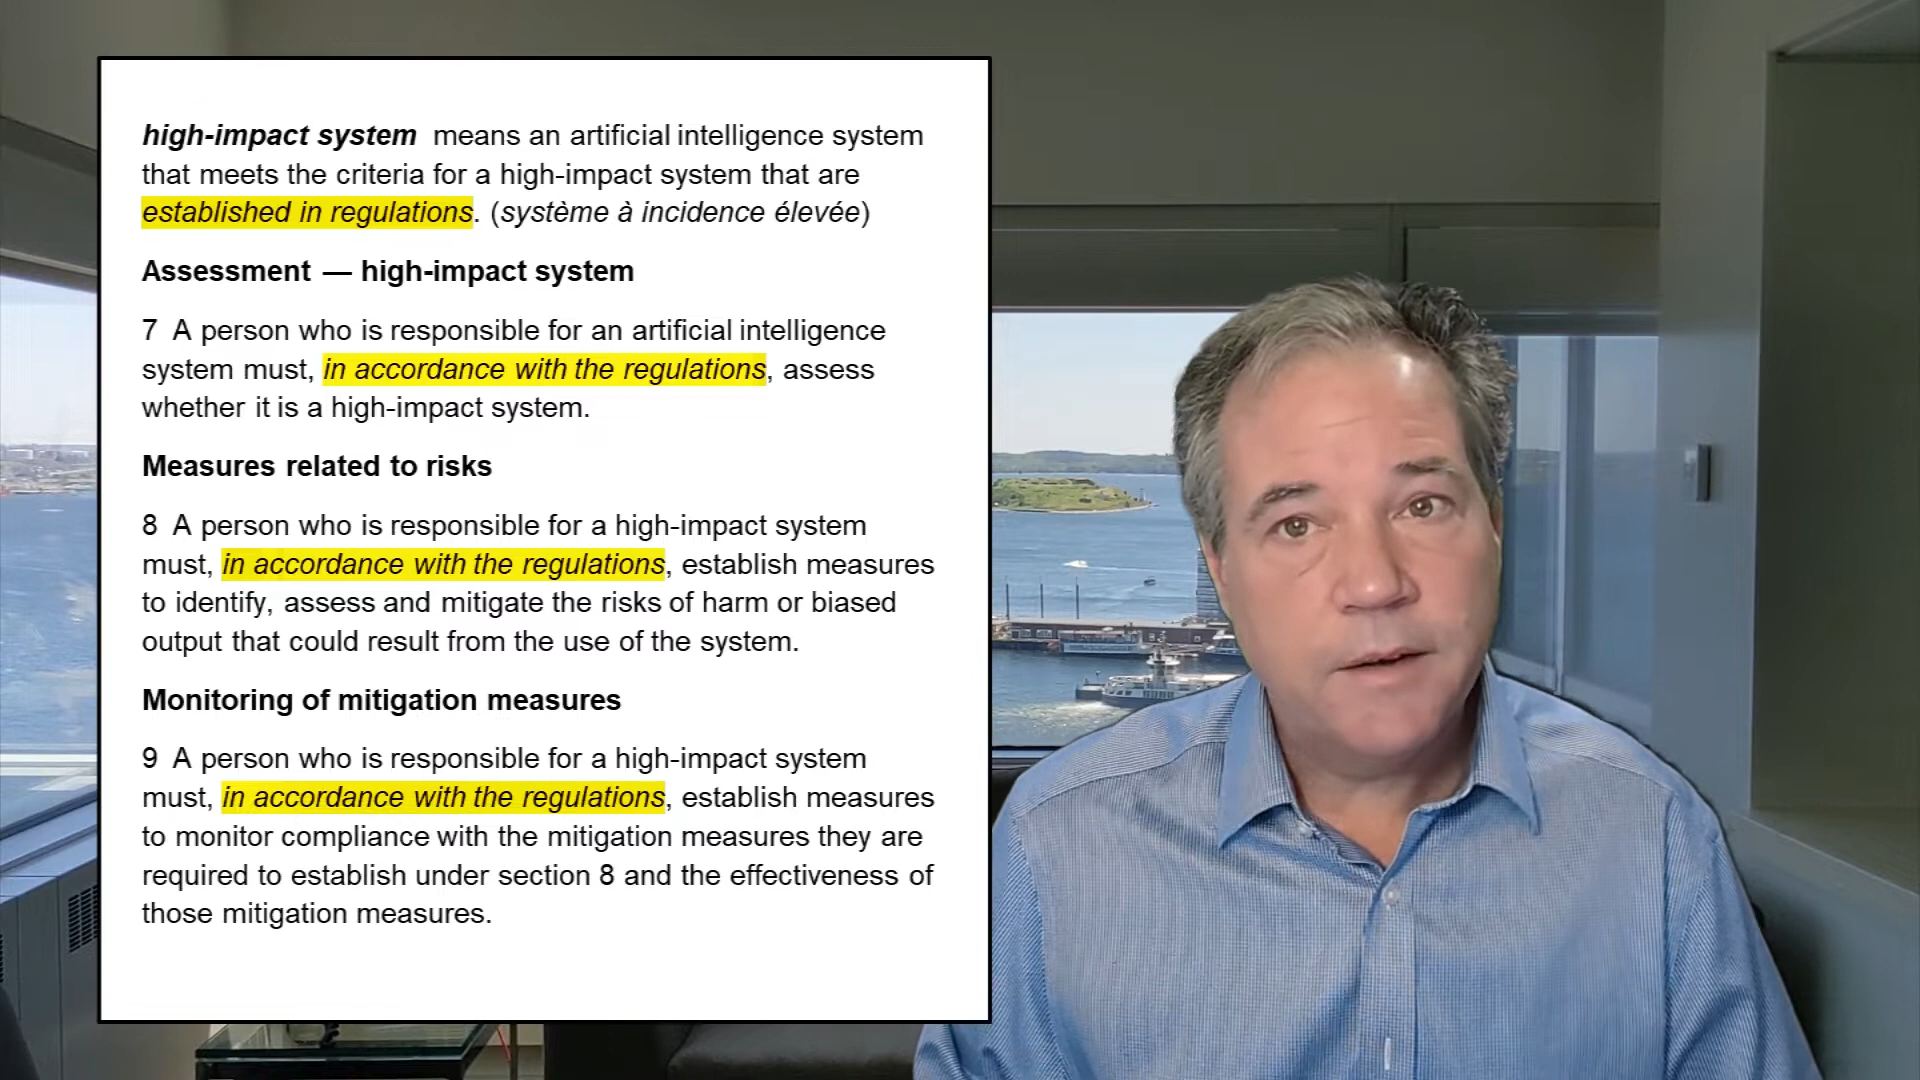 high-impact system means an artificial intelligence system
that meets the criteria for a high-impact system that are
established in regulations. (système à incidence élevée)
Assessment — high-impact system
7 A person who is responsible for an artificial intelligence
system must, in accordance with the regulations, assess
whether it is a high-impact system.
Measures related to risks
8 A person who is responsible for a high-impact system
must, in accordance with the regulations, establish measures
to identify, assess and mitigate the risks of harm or biased
output that could result from the use of the system.
Monitoring of mitigation measures
9 A person who is responsible for a high-impact system
must, in accordance with the regulations, establish measures
to monitor compliance with the mitigation measures they are
required to establish under section 8 and the effectiveness of
those mitigation measures.